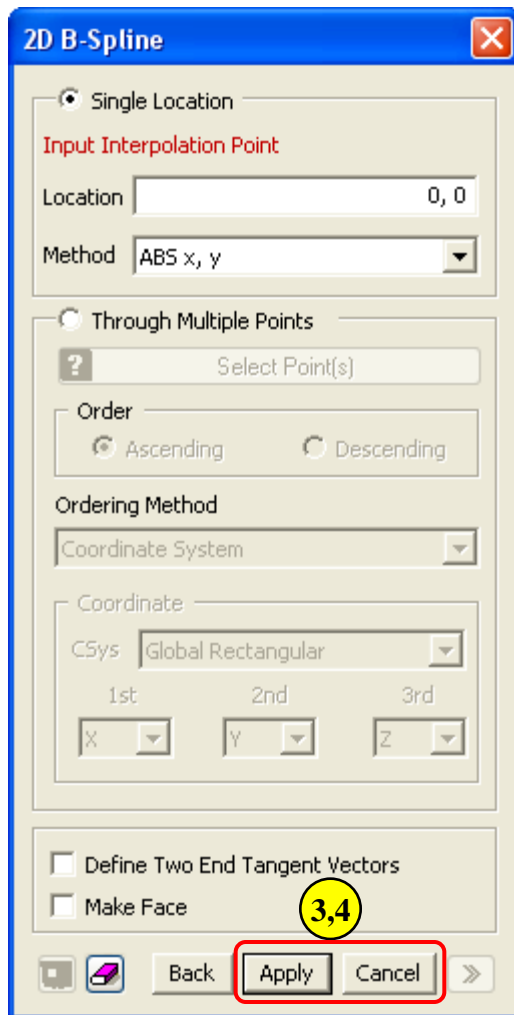 2D B-Spline
Single Location
Input Interpolation Point
Location 0, 0
Method ABS x, y
Through Multiple Points
? Select Point(s)
Order
Ascending Descending
Ordering Method
Coordinate System
Coordinate
CSys Global Rectangular
1st 2nd 3rd
X Y Z
Define Two End Tangent Vectors
Make Face
3,4
Back Apply Cancel >>